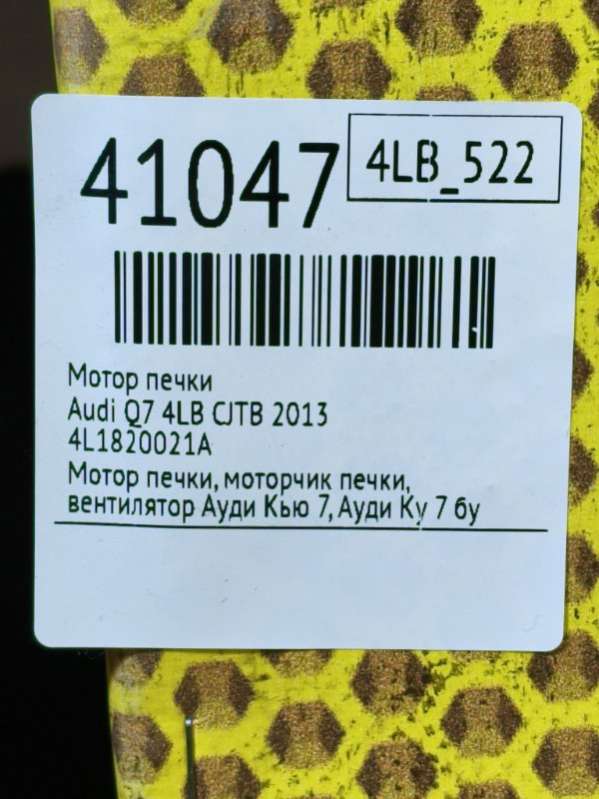 41047
4LB_522
Мотор печки
Audi Q7 4LB CJTB 2013
4L1820021A
Мотор печки, моторчик печки,
вентилятор Ауди Кью 7, Ауди Ку 7 бу